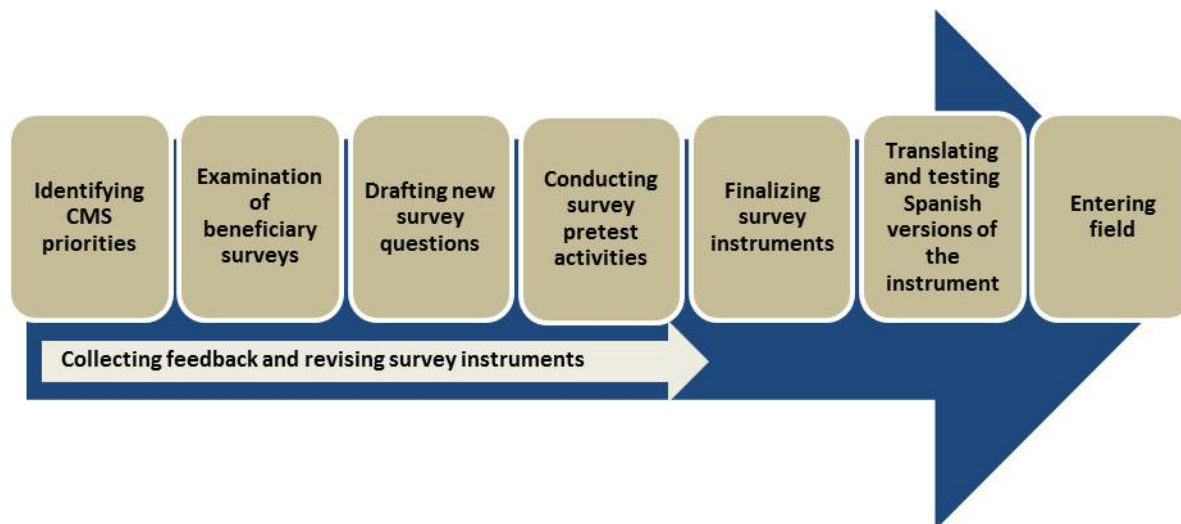 Identifying
CMS
priorities
Examination
of
beneficiary
surveys
Drafting new
survey
questions
Conducting
survey
pretest
activities
Finalizing
survey
instruments
Translating
and testing
Spanish
versions of
the
instrument
Entering
field
Collecting feedback and revising survey instruments